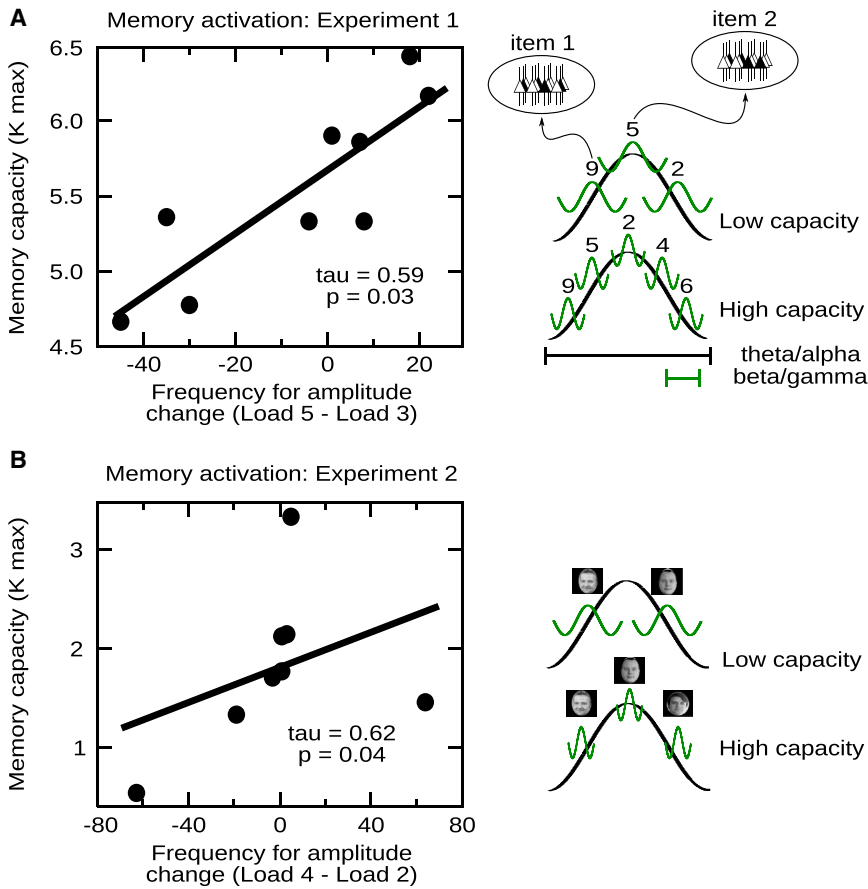 A
Memory activation: Experiment 1
Memory capacity (K max)
6.5
6.0
5.5
5.0
4.5
tau = 0.59
p = 0.03
-40
-20
0
20
Frequency for amplitude
change (Load 5 - Load 3)
item 1
item 2
9
5
2
Low capacity
9
5
2
4
6
High capacity
theta/alpha
beta/gamma
B
Memory activation: Experiment 2
Memory capacity (K max)
3
2
1
tau = 0.62
p = 0.04
-80
-40
0
40
80
Frequency for amplitude
change (Load 4 - Load 2)
Low capacity
High capacity